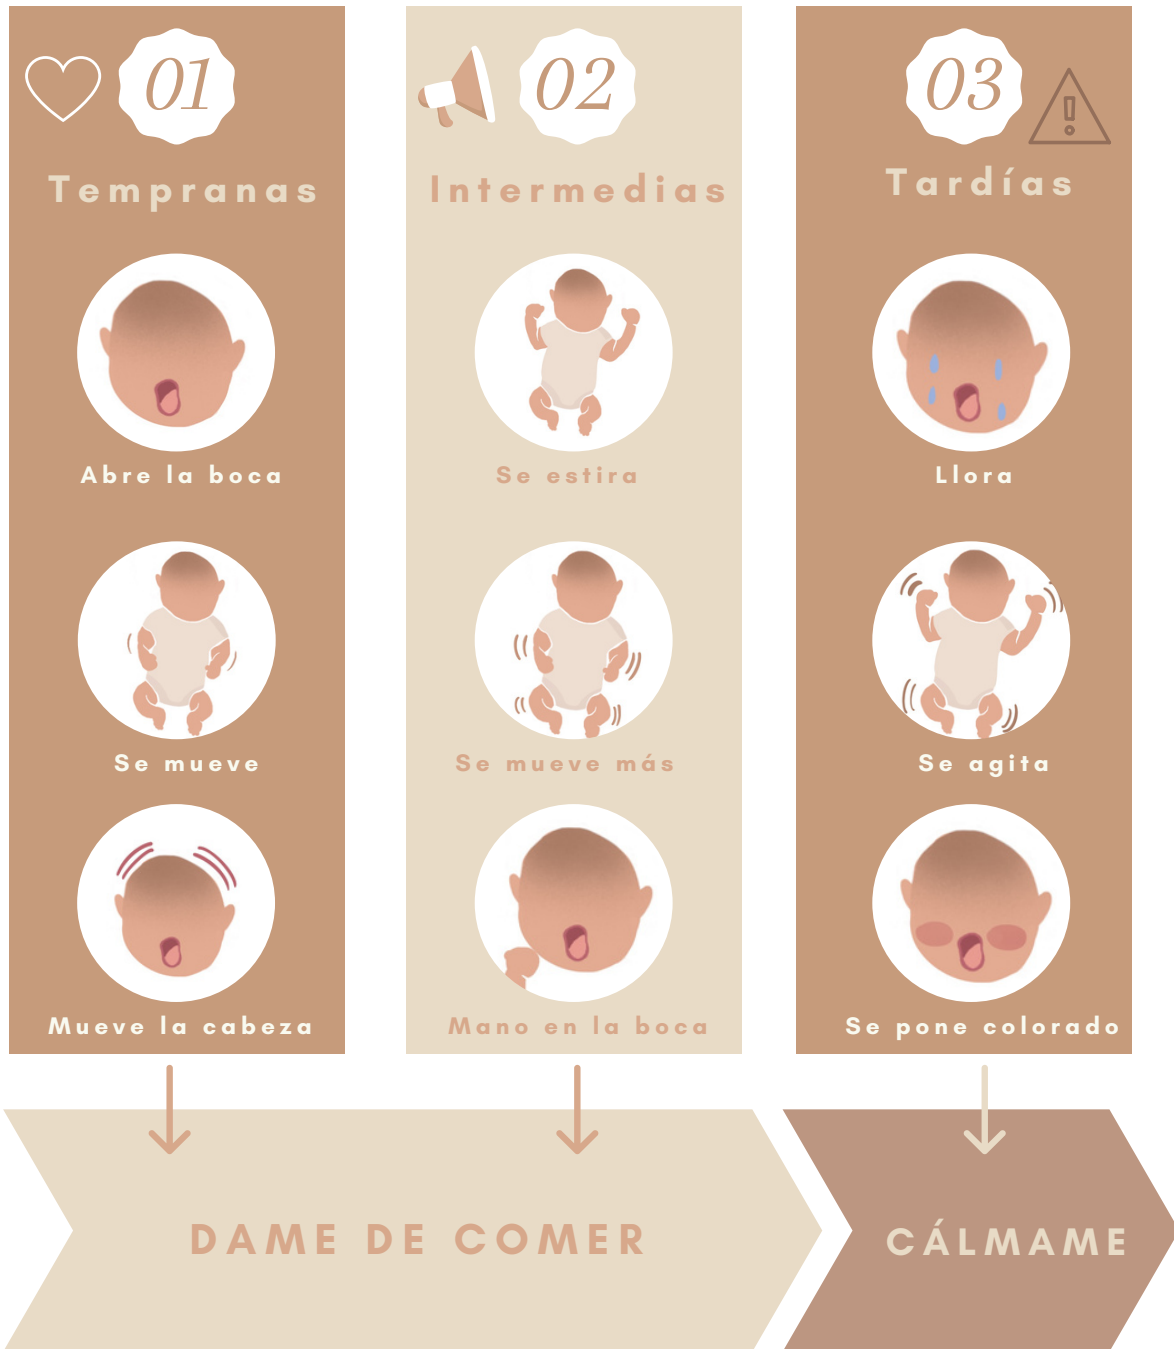 01
Tempranas
Abre la boca
Se mueve
Mueve la cabeza
02
Intermedias
Se estira
Se mueve más
Mano en la boca
03
Tardías
Llora
Se agita
Se pone colorado
DAME DE COMER
CÁLMAME